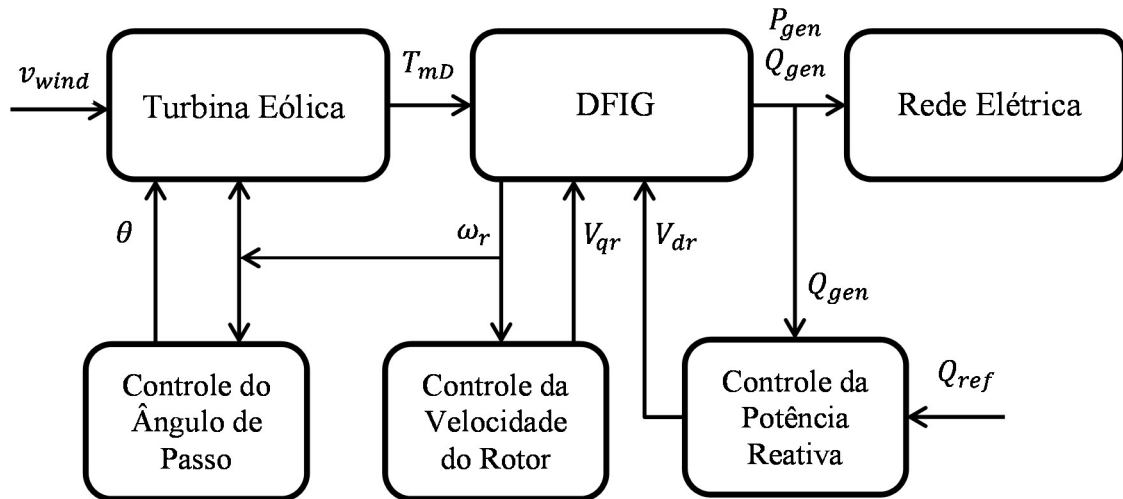 v_wind
Turbina Eólica
T_mD
DFIG
P_gen
Q_gen
Rede Elétrica
θ
ω_r
V_qr
V_dr
Q_gen
Controle do
Ângulo de
Passo
Controle da
Velocidade
do Rotor
Controle da
Potência
Reativa
Q_ref